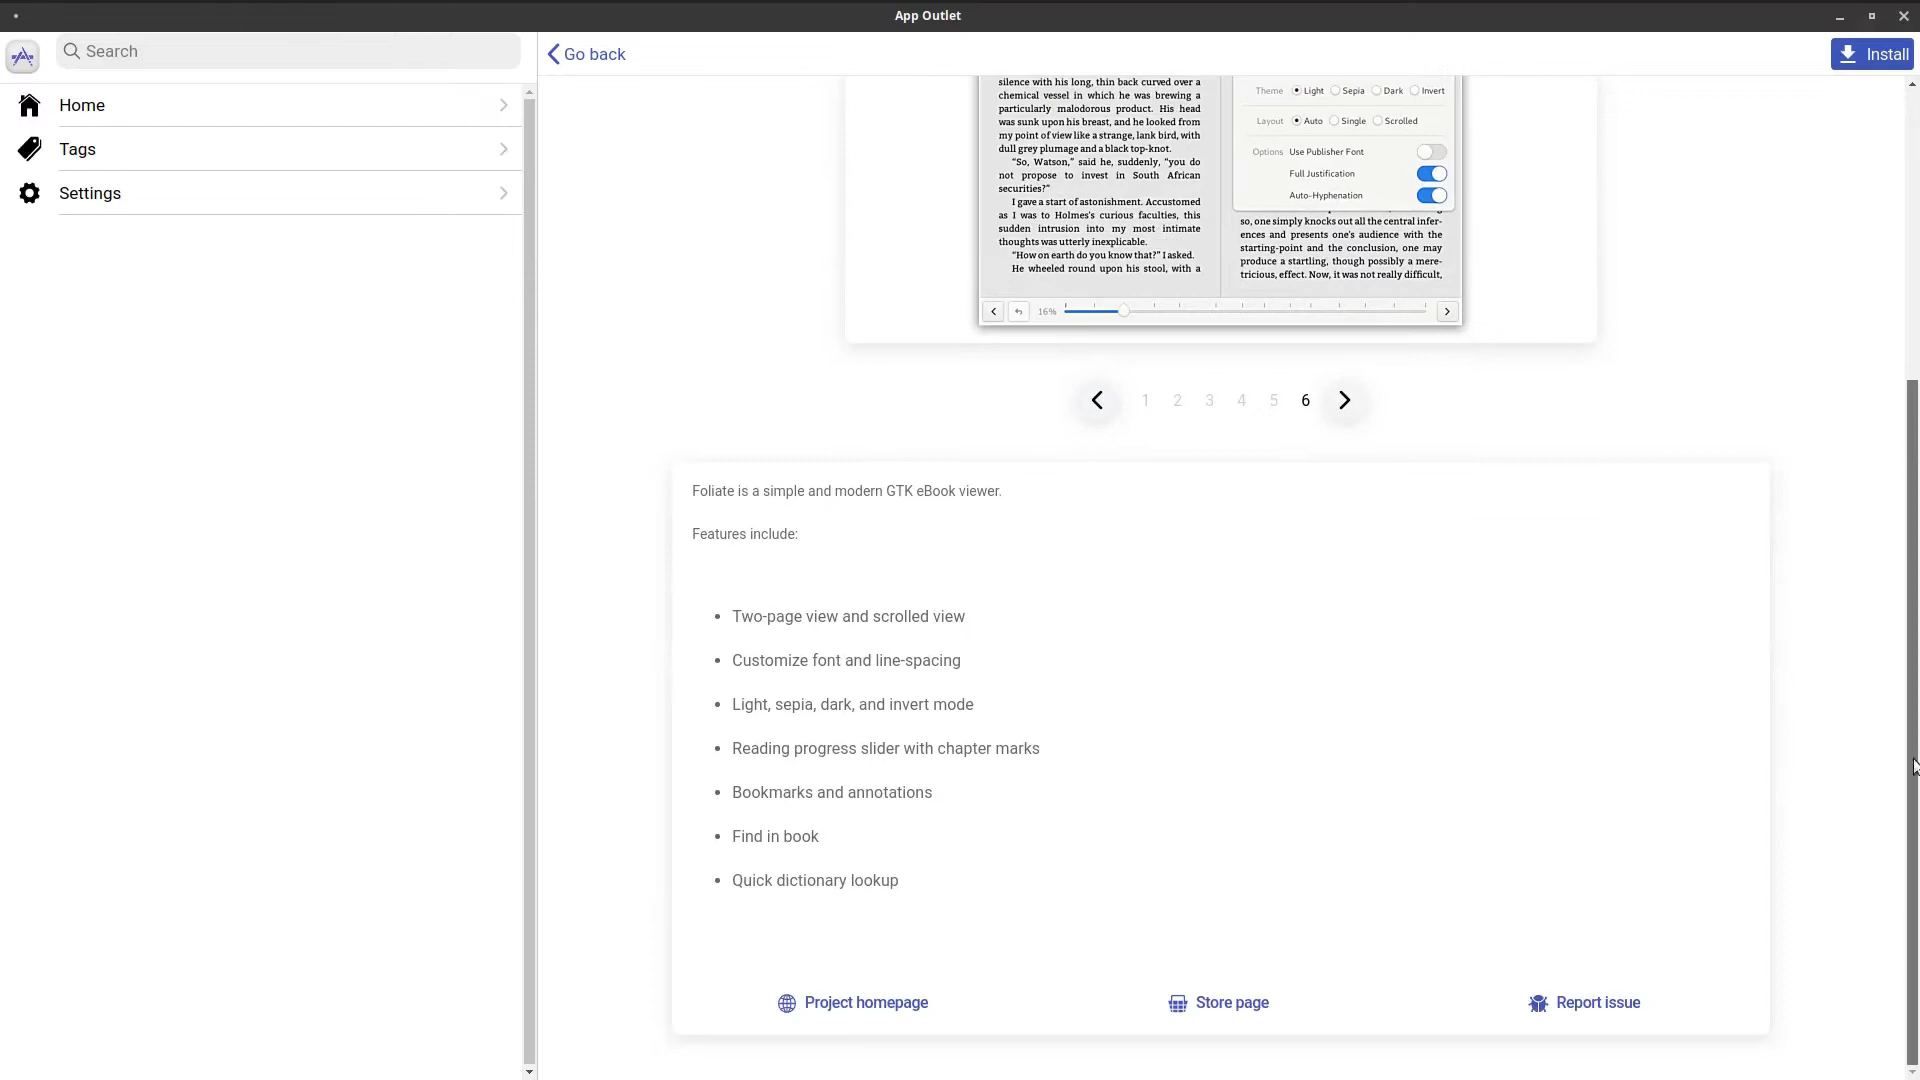 App Outlet
Search
Go back
Install
Home
Tags
Settings
silence with his long, thin back curved over a
chemical vessel in which he was brewing a
particularly malodorous product. His head
was sunk upon his breast, and he looked from
my point of view like a strange, lank bird, with
dull grey plumage and a black top-knot.
“So, Watson,” said he, suddenly, “you do
not propose to invest in South African
securities?”
I gave a start of astonishment. Accustomed
as I was to Holmes's curious faculties, this
sudden intrusion into my most intimate
thoughts was utterly inexplicable.
“How on earth do you know that?” I asked.
He wheeled round upon his stool, with a
Theme Light Sepia Dark Invert
Layout Auto Single Scrolled
Options Use Publisher Font
Full Justification
Auto-Hyphenation
so, one simply knocks out all the central infer-
ences and presents one's audience with the
starting-point and the conclusion, one may
produce a startling, though possibly a mere-
tricious, effect. Now, it was not really difficult,
16%
1 2 3 4 5 6
Foliate is a simple and modern GTK eBook viewer.
Features include:
• Two-page view and scrolled view
• Customize font and line-spacing
• Light, sepia, dark, and invert mode
• Reading progress slider with chapter marks
• Bookmarks and annotations
• Find in book
• Quick dictionary lookup
Project homepage
Store page
Report issue